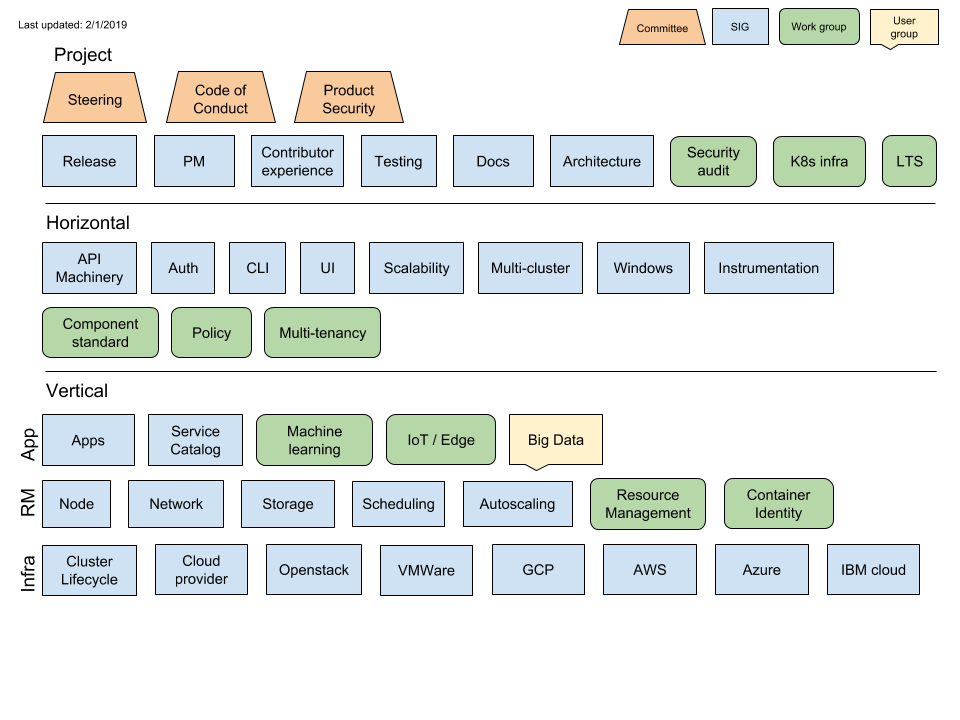 Last updated: 2/1/2019
Committee
SIG
Work group
User
group
Project
Steering
Code of
Conduct
Product
Security
Release
PM
Contributor
experience
Testing
Docs
Architecture
Security
audit
K8s infra
LTS
Horizontal
API
Machinery
Auth
CLI
UI
Scalability
Multi-cluster
Windows
Instrumentation
Component
standard
Policy
Multi-tenancy
Vertical
App
Apps
Service
Catalog
Machine
learning
IoT / Edge
Big Data
RM
Node
Network
Storage
Scheduling
Autoscaling
Resource
Management
Container
Identity
Infra
Cluster
Lifecycle
Cloud
provider
Openstack
VMWare
GCP
AWS
Azure
IBM cloud